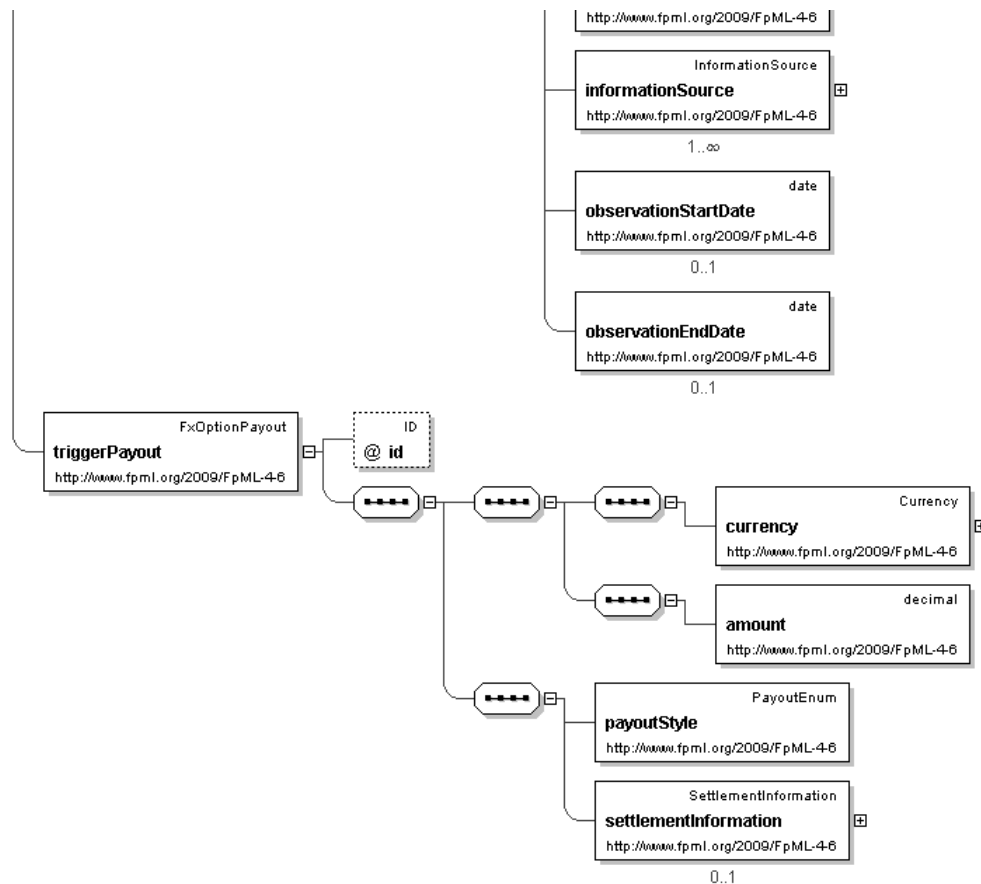 http://www.fpml.org/2009/FpML-4-6
InformationSource
informationSource
http://www.fpml.org/2009/FpML-4-6
1..∞
date
observationStartDate
http://www.fpml.org/2009/FpML-4-6
0..1
date
observationEndDate
http://www.fpml.org/2009/FpML-4-6
0..1
FxOptionPayout
triggerPayout
http://www.fpml.org/2009/FpML-4-6
ID
@ id
Currency
currency
http://www.fpml.org/2009/FpML-4-6
decimal
amount
http://www.fpml.org/2009/FpML-4-6
PayoutEnum
payoutStyle
http://www.fpml.org/2009/FpML-4-6
SettlementInformation
settlementInformation
http://www.fpml.org/2009/FpML-4-6
0..1